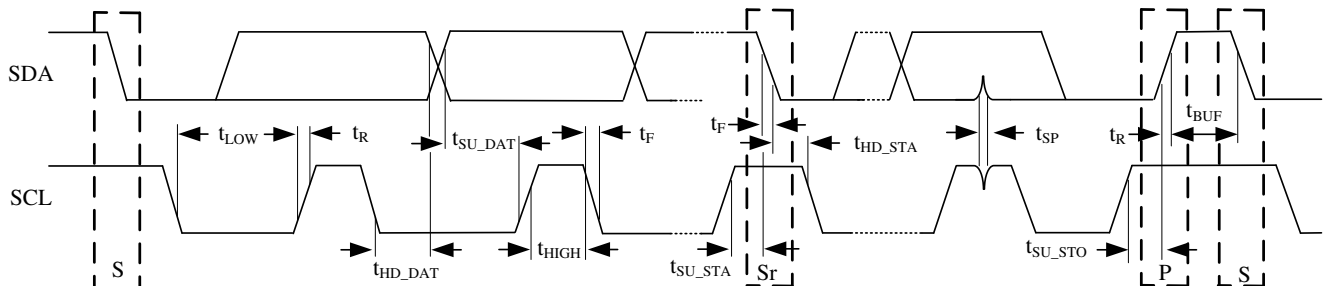 SDA
t_LOW t_R t_SU_DAT t_F t_F t_HD_STA t_SP t_R t_BUF
SCL
S t_HD_DAT t_HIGH t_SU_STA Sr t_SU_STO P S